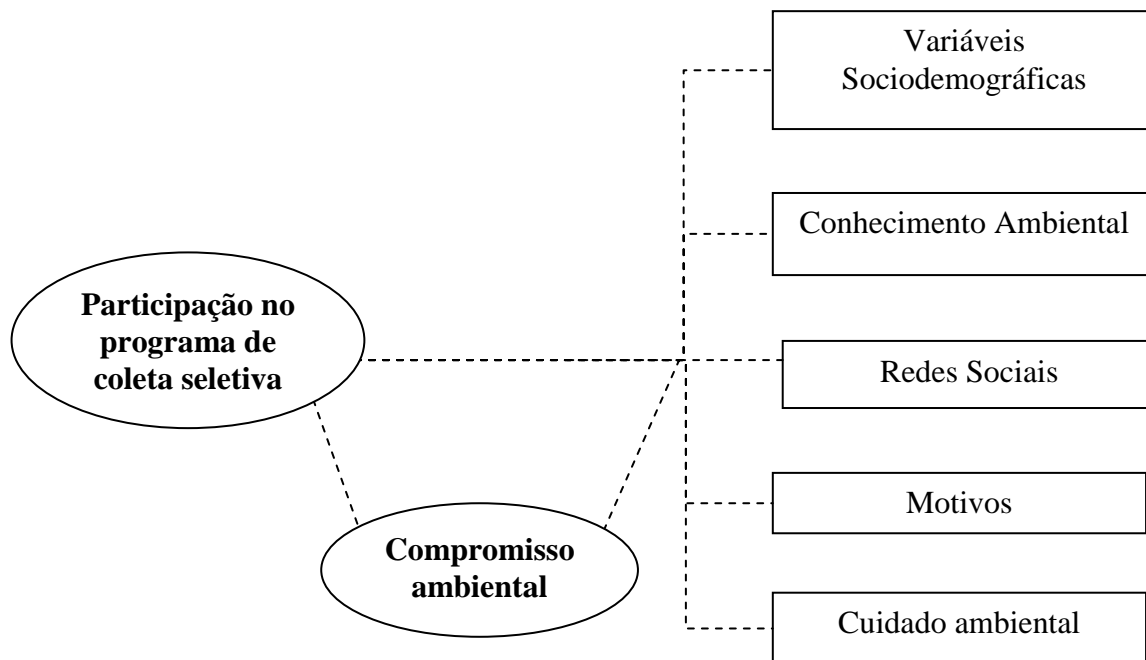 Variáveis
Sociodemográficas
Conhecimento Ambiental
Participação no
programa de
coleta seletiva
Redes Sociais
Motivos
Compromisso
ambiental
Cuidado ambiental